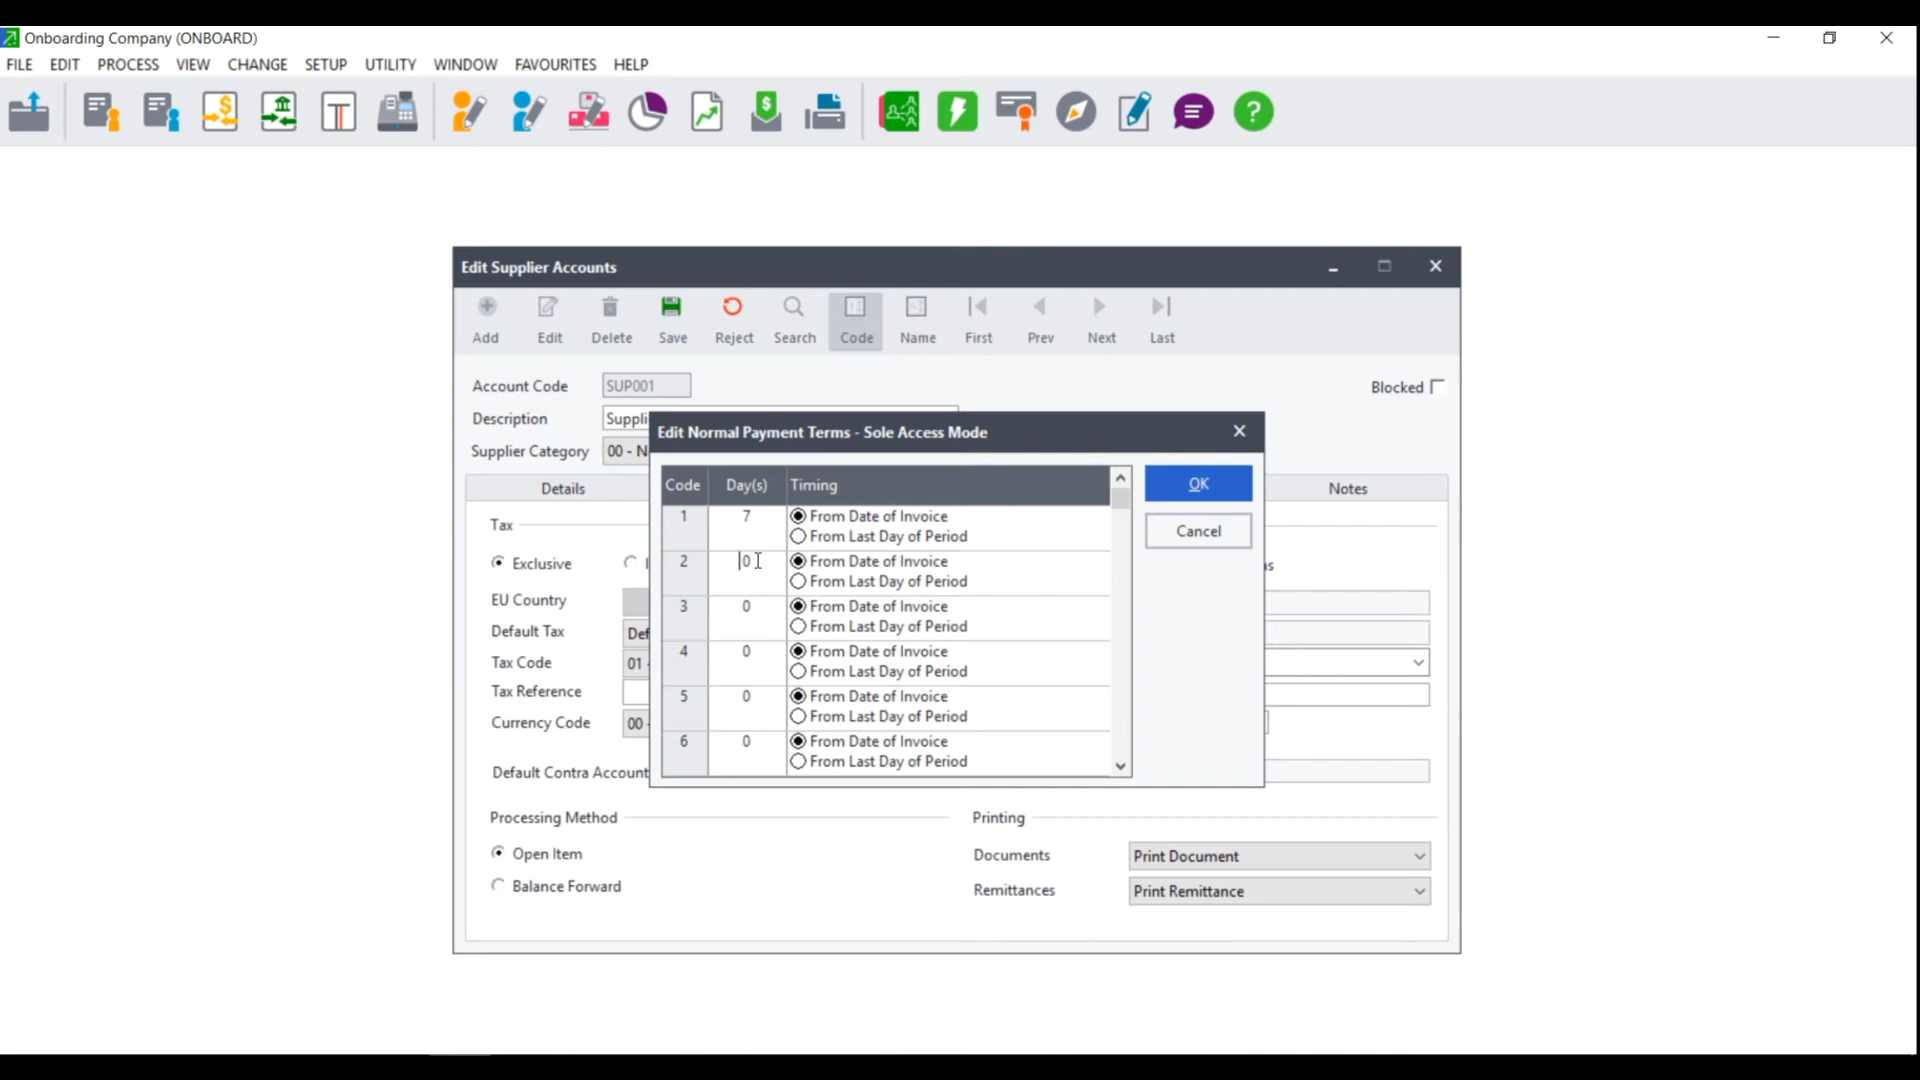 Onboarding Company (ONBOARD)
FILE EDIT PROCESS VIEW CHANGE SETUP UTILITY WINDOW FAVOURITES HELP
Edit Supplier Accounts
Add Edit Delete Save Reject Search Code Name First Prev Next Last
Account Code SUP001 Blocked
Description Suppli
Supplier Category 00 - N
Edit Normal Payment Terms - Sole Access Mode
Details Notes
Code Day(s) Timing OK
1 7 From Date of Invoice
From Last Day of Period Cancel
2 0 From Date of Invoice
From Last Day of Period
3 0 From Date of Invoice
From Last Day of Period
4 0 From Date of Invoice
From Last Day of Period
5 0 From Date of Invoice
From Last Day of Period
6 0 From Date of Invoice
From Last Day of Period
Tax
Exclusive
EU Country
Default Tax Def
Tax Code 01
Tax Reference
Currency Code 00
Default Contra Account
Processing Method Printing
Open Item Documents Print Document
Balance Forward Remittances Print Remittance